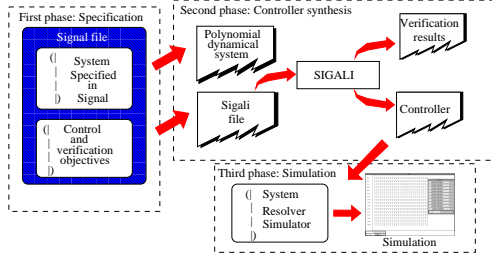 First phase: Specification
Signal file
(| System
| Specified
| in
|) Signal
(| Control
| and
| verification
| objectives
|)
Second phase: Controller synthesis
Polynomial
dynamical
system
Sigali
file
SIGALI
Verification
results
Controller
Third phase: Simulation
(| System
| Resolver
| Simulator
|)
Simulation